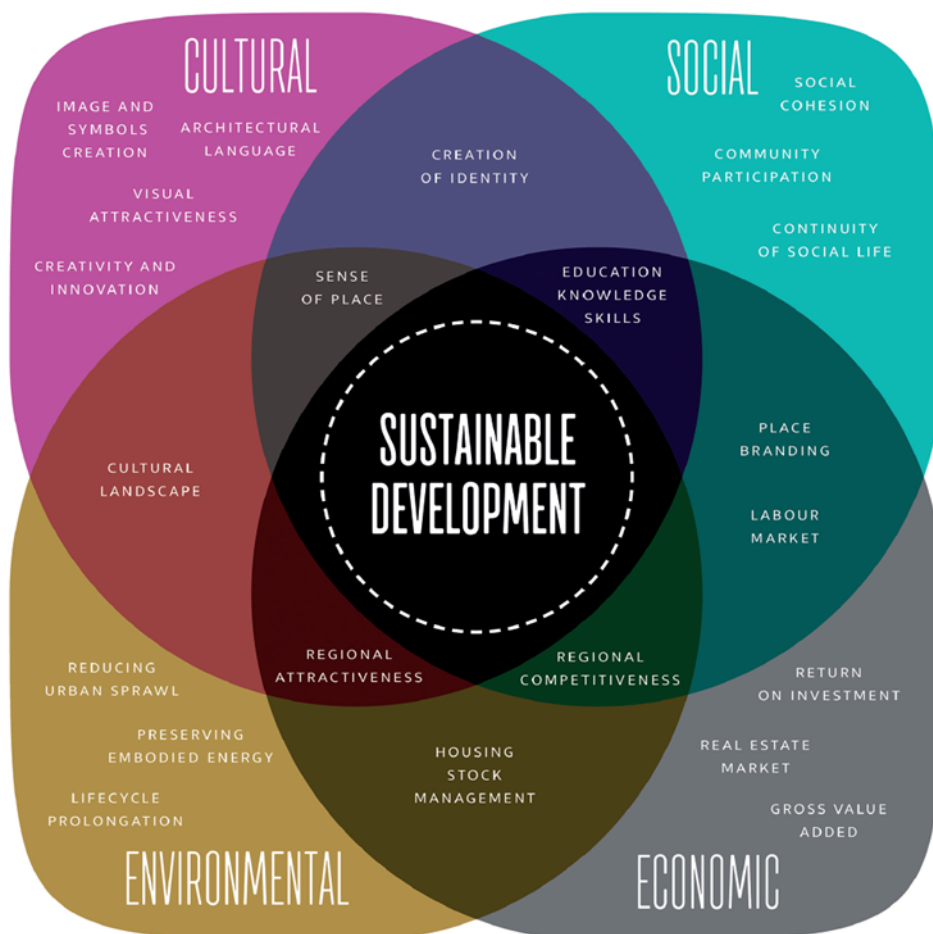 CULTURAL
IMAGE AND
SYMBOLS
CREATION
ARCHITECTURAL
LANGUAGE
VISUAL
ATTRACTIVENESS
CREATIVITY AND
INNOVATION
SOCIAL
SOCIAL
COHESION
COMMUNITY
PARTICIPATION
CONTINUITY
OF SOCIAL LIFE
CREATION
OF IDENTITY
SENSE
OF PLACE
EDUCATION
KNOWLEDGE
SKILLS
SUSTAINABLE
DEVELOPMENT
CULTURAL
LANDSCAPE
PLACE
BRANDING
LABOUR
MARKET
REGIONAL
ATTRACTIVENESS
REGIONAL
COMPETITIVENESS
REDUCING
URBAN SPRAWL
PRESERVING
EMBODIED ENERGY
LIFECYCLE
PROLONGATION
ENVIRONMENTAL
HOUSING
STOCK
MANAGEMENT
RETURN
ON INVESTMENT
REAL ESTATE
MARKET
GROSS VALUE
ADDED
ECONOMIC